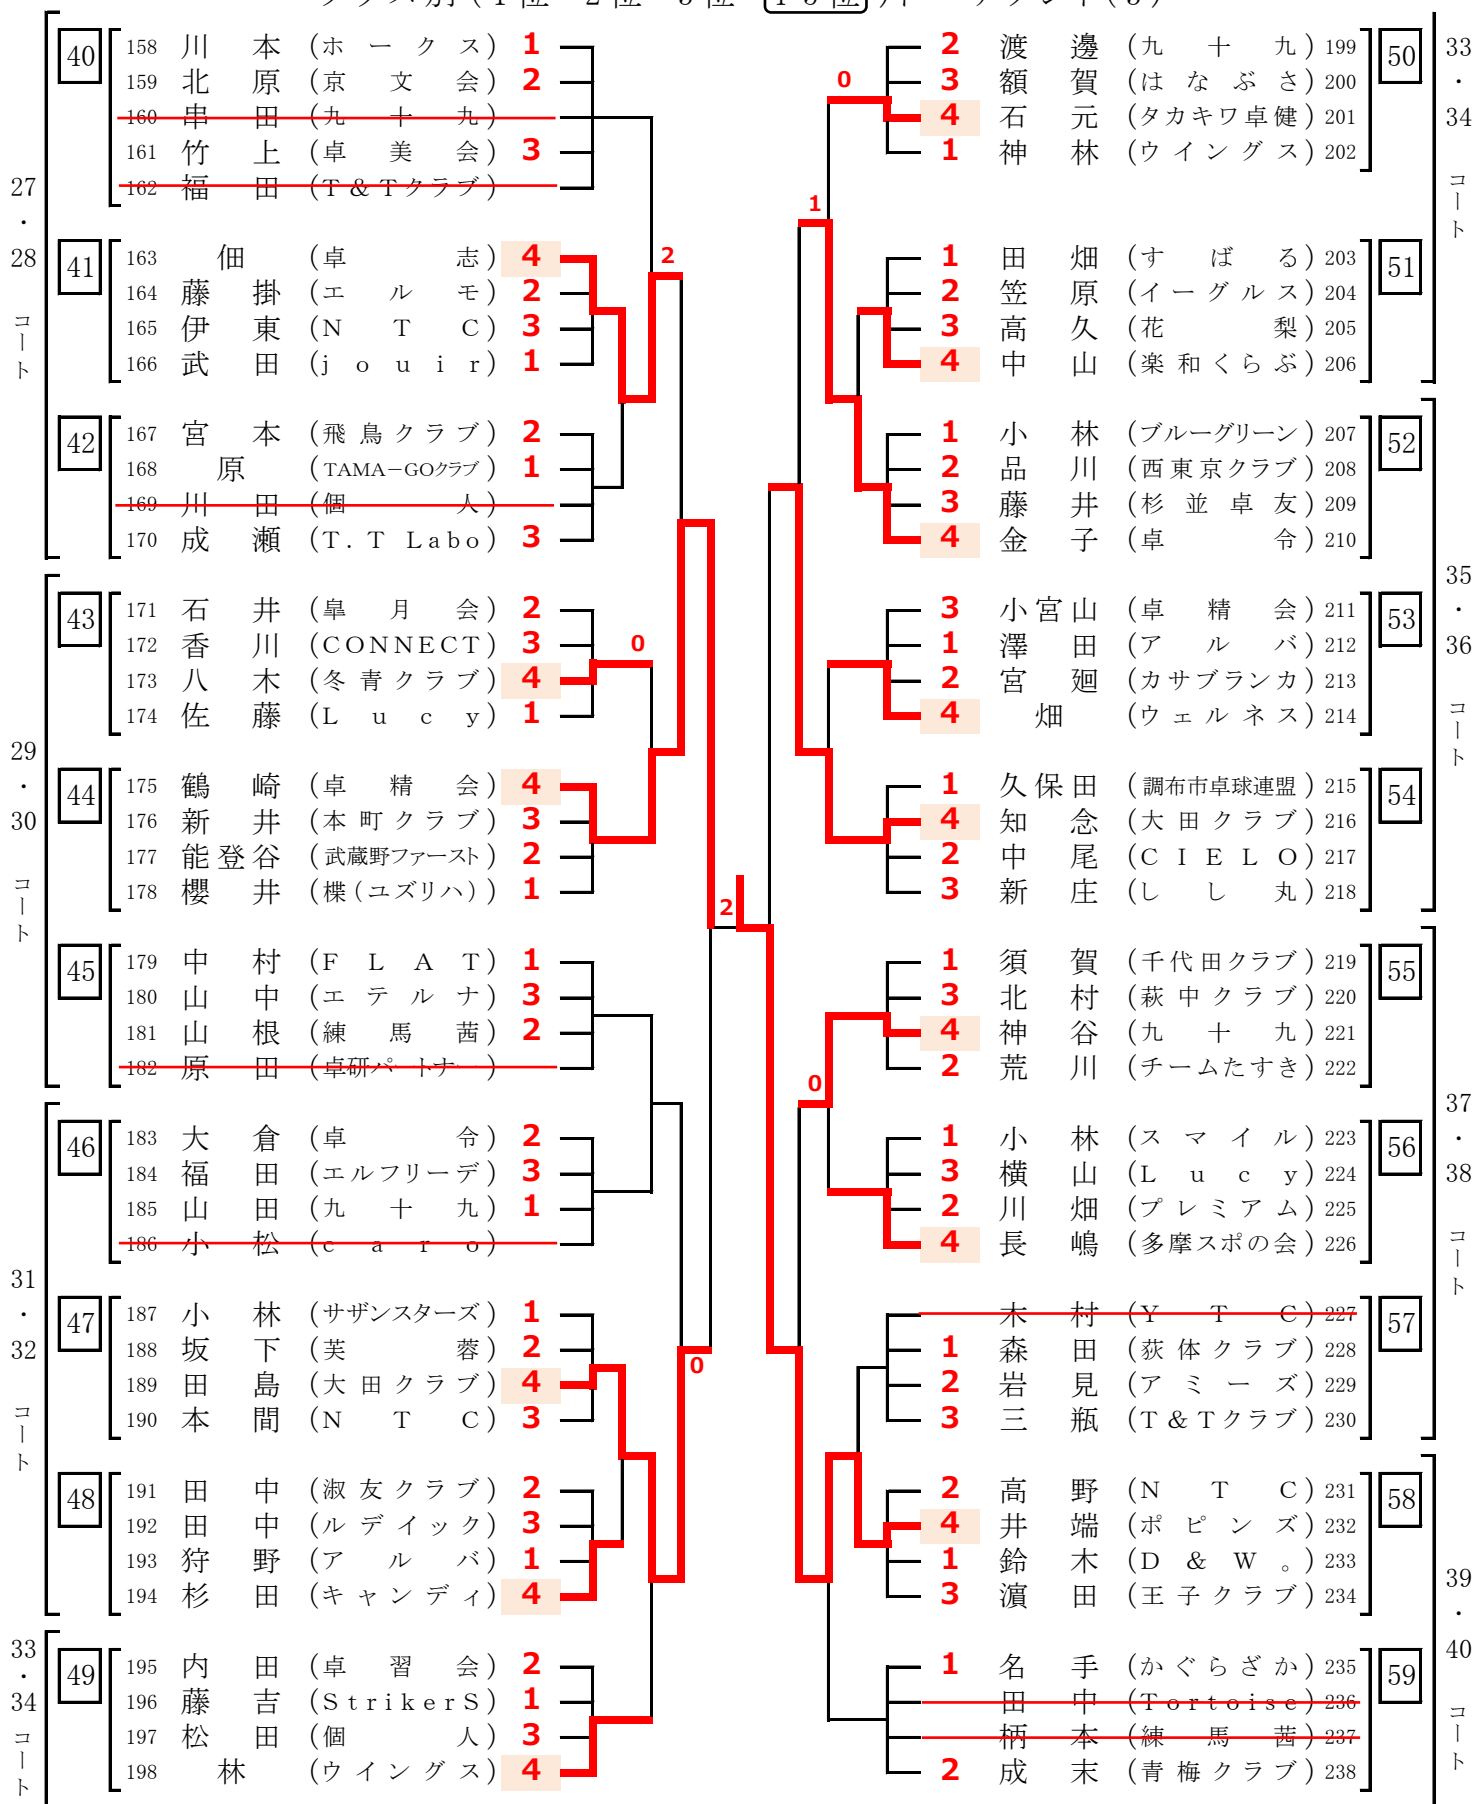 40
158 川本 (ホークス) 1
159 北原 (京文会) 2
160 串田 (九十九)
161 竹上 (卓美会) 3
162 福田 (T&Tクラブ)
27・28コート
41
163 佃 (卓志) 4
164 藤掛 (エルモ) 2
165 伊東 (NTC) 3
166 武田 (jouir) 1
2
42
167 宮本 (飛鳥クラブ) 2
168 原 (TAMA-GOクラブ) 1
169 川田 (個人)
170 成瀬 (T.T Labo) 3
43
171 石井 (皐月会) 2
172 香川 (CONNECT) 3
173 八木 (冬青クラブ) 4
174 佐藤 (Lucy) 1
0
29・30コート
44
175 鶴崎 (卓精会) 4
176 新井 (本町クラブ) 3
177 能登谷 (武蔵野ファースト) 2
178 櫻井 (楪(ユズリハ)) 1
2
45
179 中村 (FLAT) 1
180 山中 (エテルナ) 3
181 山根 (練馬茜) 2
182 原田 (卓研パートナー)
46
183 大倉 (卓令) 2
184 福田 (エルフリーデ) 3
185 山田 (九十九) 1
186 小松 (caro)
31・32コート
47
187 小林 (サザンスターズ) 1
188 坂下 (芙蓉) 2
189 田島 (大田クラブ) 4
190 本間 (NTC) 3
0
48
191 田中 (淑友クラブ) 2
192 田中 (ルデイック) 3
193 狩野 (アルバ) 1
194 杉田 (キャンディ) 4
33・34コート
49
195 内田 (卓習会) 2
196 藤吉 (StrikerS) 1
197 松田 (個人) 3
198 林 (ウイングス) 4
2 渡邊 (九十九) 199
3 額賀 (はなぶさ) 200
4 石元 (タカキワ卓健) 201
1 神林 (ウイングス) 202
50
0
33・34コート
1
1 田畑 (すばる) 203
2 笠原 (イーグルス) 204
3 高久 (花梨) 205
4 中山 (楽和くらぶ) 206
51
1 小林 (ブルーグリーン) 207
2 品川 (西東京クラブ) 208
3 藤井 (杉並卓友) 209
4 金子 (卓令) 210
52
35・36コート
3 小宮山 (卓精会) 211
1 澤田 (アルバ) 212
2 宮廻 (カサブランカ) 213
4 畑 (ウェルネス) 214
53
1 久保田 (調布市卓球連盟) 215
4 知念 (大田クラブ) 216
2 中尾 (CIELO) 217
3 新庄 (しし丸) 218
54
1 須賀 (千代田クラブ) 219
3 北村 (萩中クラブ) 220
4 神谷 (九十九) 221
2 荒川 (チームたすき) 222
55
0
37・38コート
1 小林 (スマイル) 223
3 横山 (Lucy) 224
2 川畑 (プレミアム) 225
4 長嶋 (多摩スポの会) 226
56
木村 (YTC) 227
1 森田 (荻体クラブ) 228
2 岩見 (アミーズ) 229
3 三瓶 (T&Tクラブ) 230
57
2 高野 (NTC) 231
4 井端 (ポピンズ) 232
1 鈴木 (D&W。) 233
3 濵田 (王子クラブ) 234
58
39・40コート
1 名手 (かぐらざか) 235
田中 (Tortoise) 236
柄本 (練馬茜) 237
2 成末 (青梅クラブ) 238
59